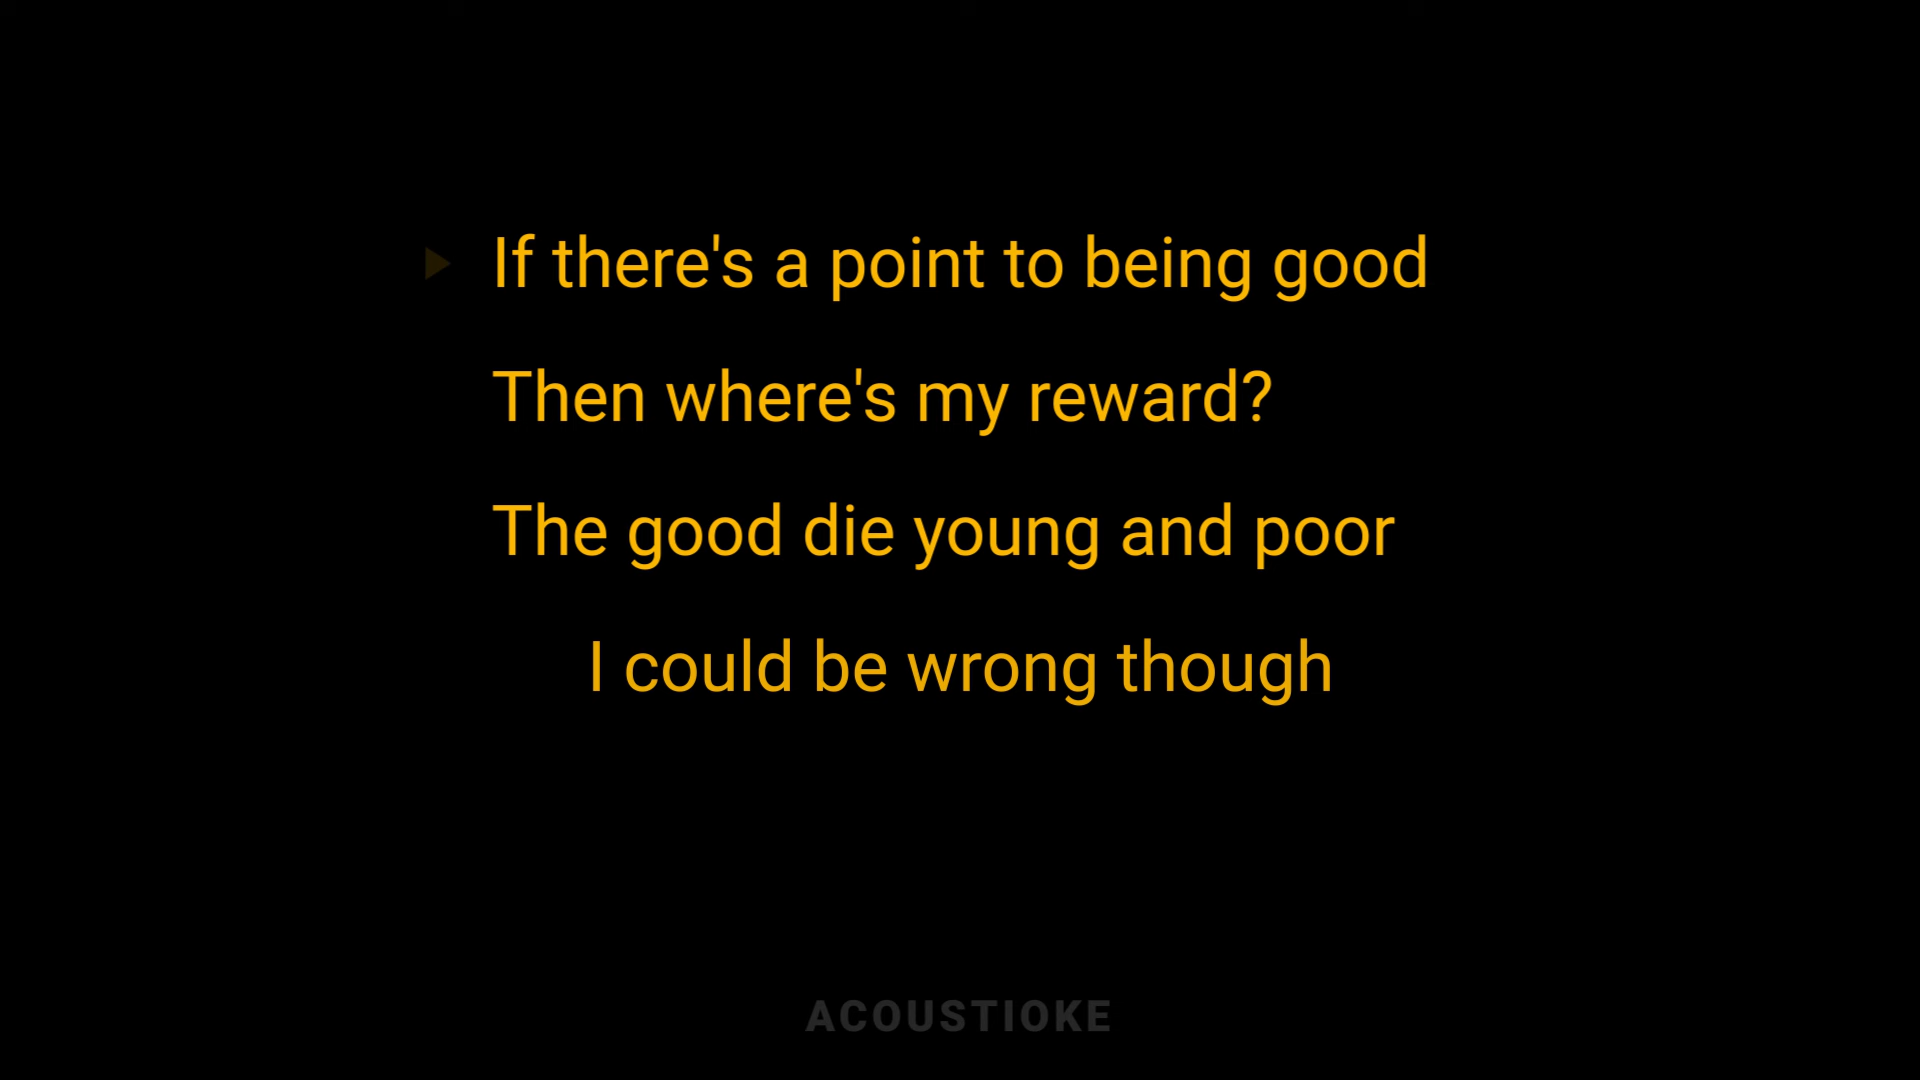 If there's a point to being good
Then where's my reward?
The good die young and poor
I could be wrong though
ACOUSTIOKE